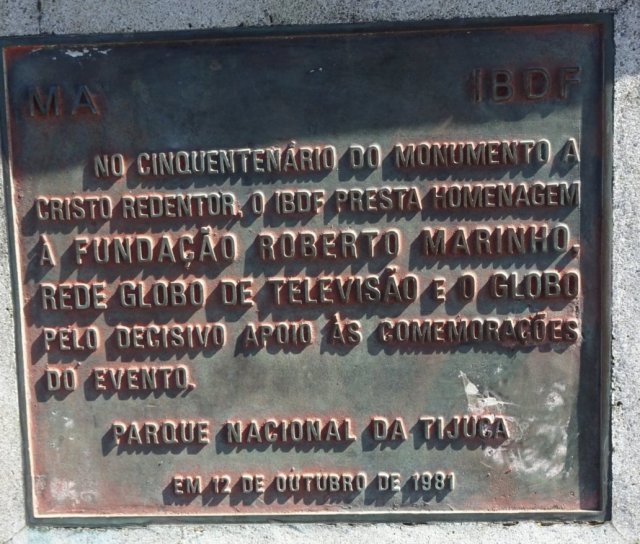 MA IBDF
NO CINQUENTENÁRIO DO MONUMENTO A
CRISTO REDENTOR, O IBDF PRESTA HOMENAGEM
À FUNDAÇÃO ROBERTO MARINHO,
REDE GLOBO DE TELEVISÃO E O GLOBO
PELO DECISIVO APOIO ÀS COMEMORAÇÕES
DO EVENTO.
PARQUE NACIONAL DA TIJUCA
EM 12 DE OUTUBRO DE 1981